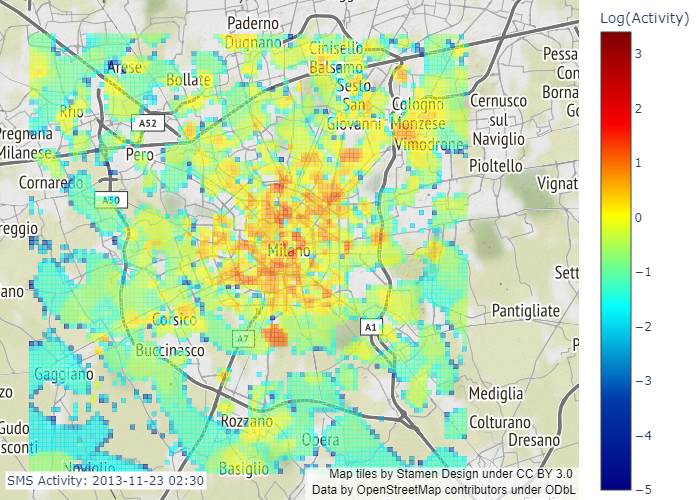 Log(Activity)
3
2
1
0
−1
−2
−3
−4
−5
Paderno
Dugnano
Cinisello
Balsamo
Arese
Bollate
Sesto
San
Giovanni
Cologno
Monzese
Vimodrone
Cernusco
sul
Naviglio
Pessa
Con
Borna
Go
Rho
A52
Pregnana
Milanese
Pero
Pioltello
Cornaredo
A50
Vignat
reggio
Milano
Sett
ano
Pantigliate
Corsico
A7
A1
P
Buccinasco
Gaggiano
zo
Mediglia
Rozzano
Colturano
Gudo
sconti
Opera
Dresano
Noviglio
Basiglio
SMS Activity: 2013-11-23 02:30
Map tiles by Stamen Design under CC BY 3.0
Data by OpenStreetMap contributors under ODbL